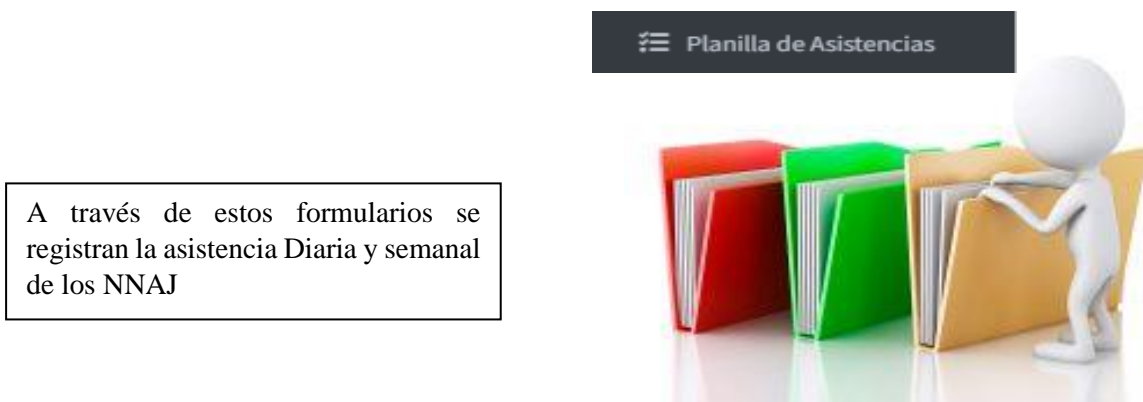 Planilla de Asistencias
A través de estos formularios se
registran la asistencia Diaria y semanal
de los NNAJ